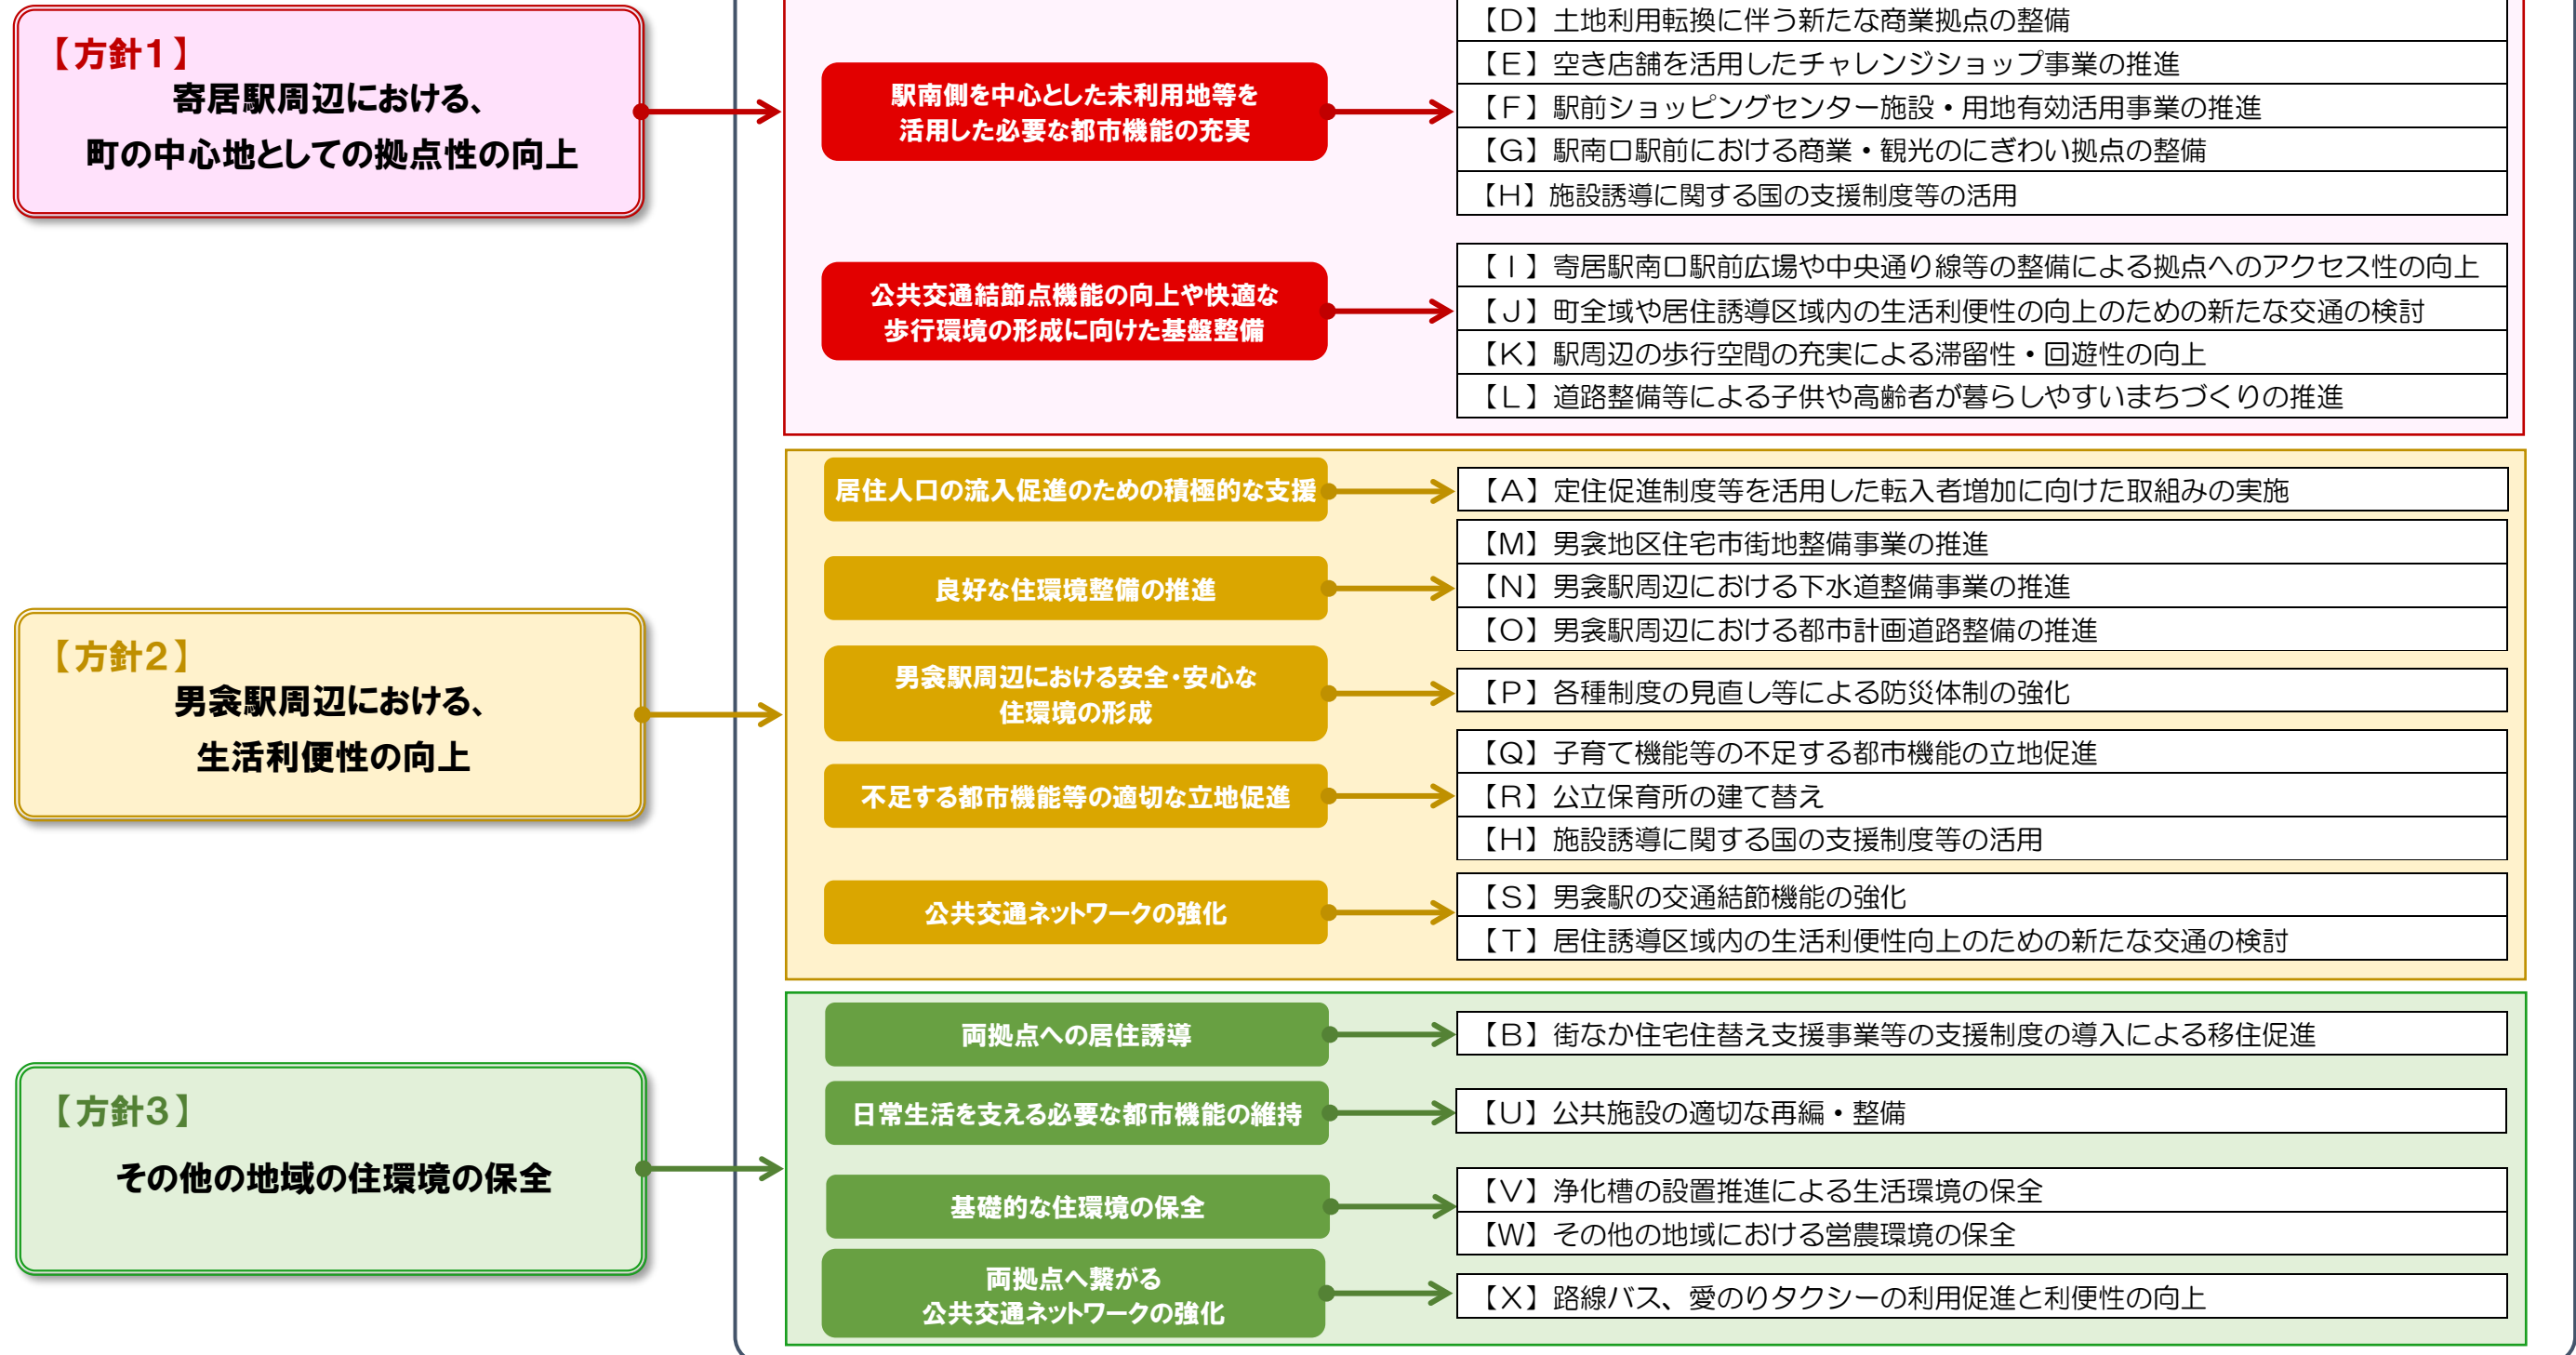 【方針1】
寄居駅周辺における、
町の中心地としての拠点性の向上
駅南側を中心とした未利用地等を
活用した必要な都市機能の充実
【D】土地利用転換に伴う新たな商業拠点の整備
【E】空き店舗を活用したチャレンジショップ事業の推進
【F】駅前ショッピングセンター施設・用地有効活用事業の推進
【G】駅南口駅前における商業・観光のにぎわい拠点の整備
【H】施設誘導に関する国の支援制度等の活用
公共交通結節点機能の向上や快適な
歩行環境の形成に向けた基盤整備
【I】寄居駅南口駅前広場や中央通り線等の整備による拠点へのアクセス性の向上
【J】町全域や居住誘導区域内の生活利便性の向上のための新たな交通の検討
【K】駅周辺の歩行空間の充実による滞留性・回遊性の向上
【L】道路整備等による子供や高齢者が暮らしやすいまちづくりの推進
【方針2】
男衾駅周辺における、
生活利便性の向上
居住人口の流入促進のための積極的な支援
【A】定住促進制度等を活用した転入者増加に向けた取組みの実施
良好な住環境整備の推進
【M】男衾地区住宅市街地整備事業の推進
【N】男衾駅周辺における下水道整備事業の推進
【O】男衾駅周辺における都市計画道路整備の推進
男衾駅周辺における安全・安心な
住環境の形成
【P】各種制度の見直し等による防災体制の強化
不足する都市機能等の適切な立地促進
【Q】子育て機能等の不足する都市機能の立地促進
【R】公立保育所の建て替え
【H】施設誘導に関する国の支援制度等の活用
公共交通ネットワークの強化
【S】男衾駅の交通結節機能の強化
【T】居住誘導区域内の生活利便性向上のための新たな交通の検討
【方針3】
その他の地域の住環境の保全
両拠点への居住誘導
【B】街なか住宅住替え支援事業等の支援制度の導入による移住促進
日常生活を支える必要な都市機能の維持
【U】公共施設の適切な再編・整備
基礎的な住環境の保全
【V】浄化槽の設置推進による生活環境の保全
【W】その他の地域における営農環境の保全
両拠点へ繋がる
公共交通ネットワークの強化
【X】路線バス、愛のりタクシーの利用促進と利便性の向上